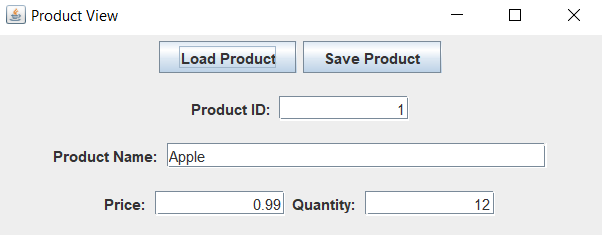 Product View
Load Product Save Product
Product ID: 1
Product Name: Apple
Price: 0.99 Quantity: 12